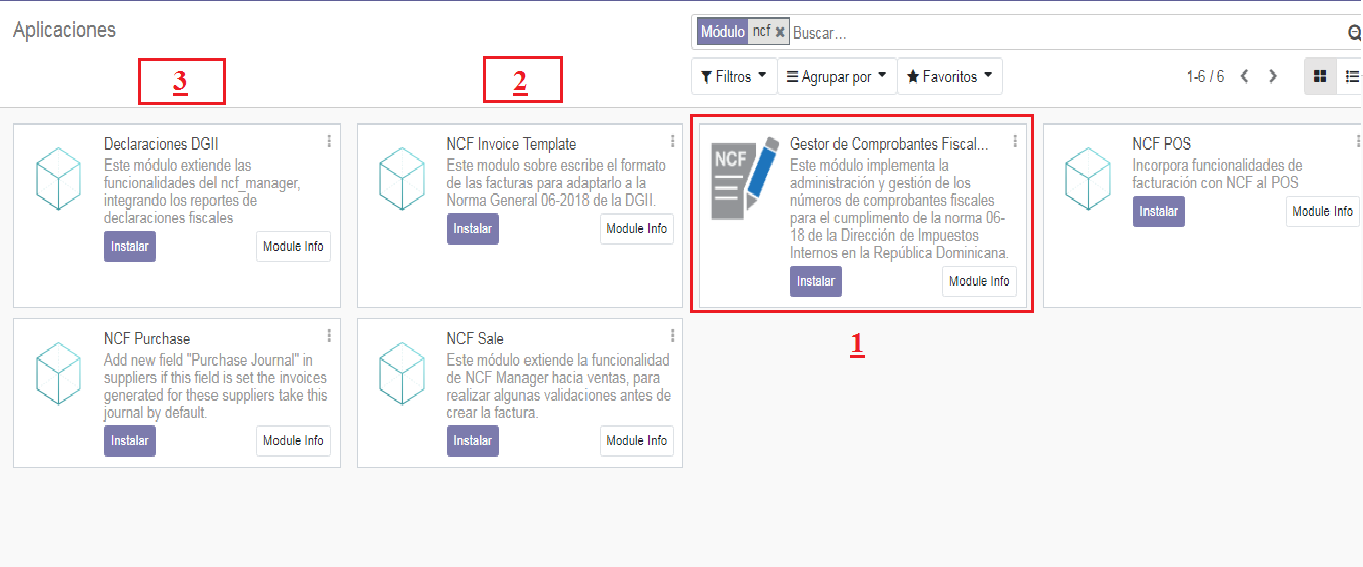 Aplicaciones
Módulo ncf Buscar...
Filtros Agrupar por Favoritos 1-6 / 6
3
2
Declaraciones DGII
Este módulo extiende las
funcionalidades del ncf_manager,
integrando los reportes de
declaraciones fiscales
Instalar Module Info
NCF Invoice Template
Este modulo sobre escribe el formato
de las facturas para adaptarlo a la
Norma General 06-2018 de la DGII.
Instalar Module Info
NCF
Gestor de Comprobantes Fiscal...
Este módulo implementa la
administración y gestión de los
números de comprobantes fiscales
para el cumplimento de la norma 06-
18 de la Dirección de Impuestos
Internos en la República Dominicana.
Instalar Module Info
NCF POS
Incorpora funcionalidades de
facturación con NCF al POS
Instalar Module Info
NCF Purchase
Add new field "Purchase Journal" in
suppliers if this field is set the invoices
generated for these suppliers take this
journal by default.
Instalar Module Info
NCF Sale
Este módulo extiende la funcionalidad
de NCF Manager hacia ventas, para
realizar algunas validaciones antes de
crear la factura.
Instalar Module Info
1